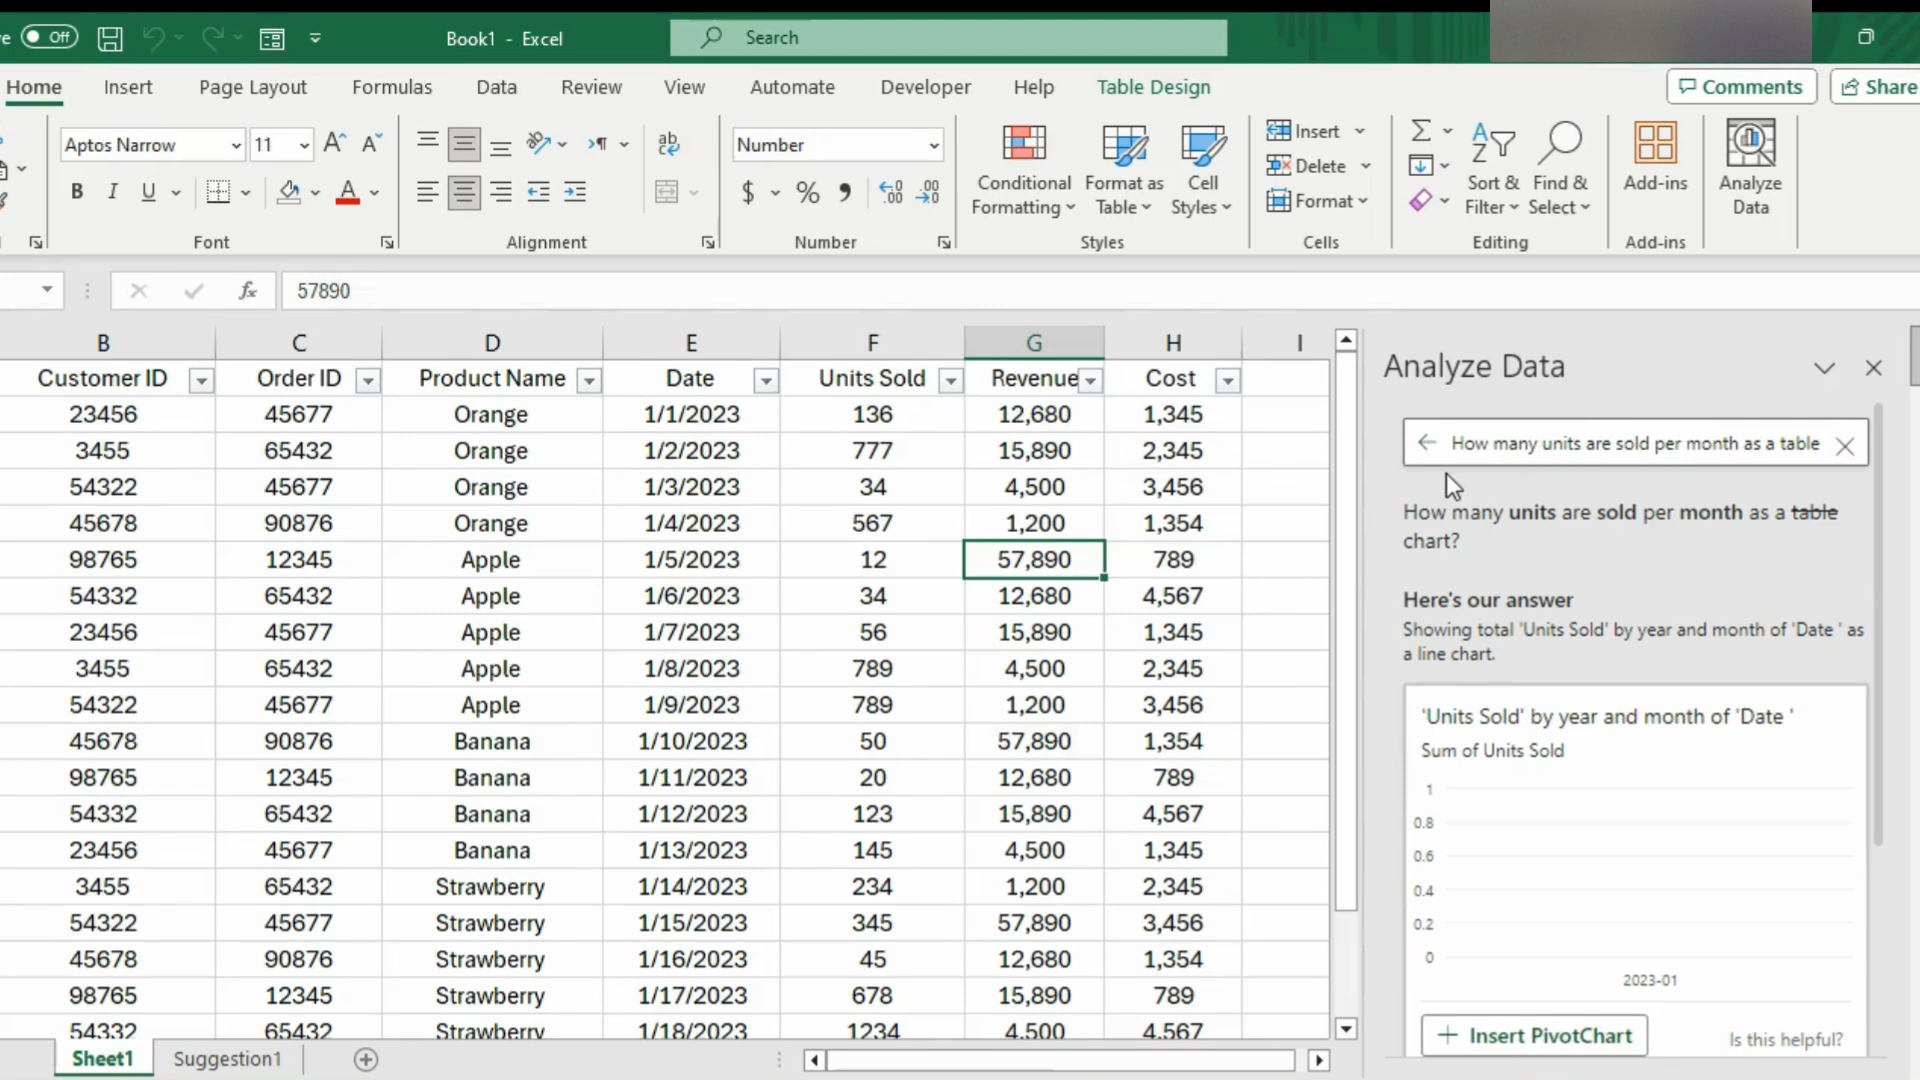 e Off Book1 - Excel Search
Home Insert Page Layout Formulas Data Review View Automate Developer Help Table Design Comments Share
Aptos Narrow 11 A A ab Number Insert Σ A Z
B I U A $ % Conditional Formatting Format as Table Cell Styles Delete Format Sort & Filter Find & Select Add-ins Analyze Data
Font Alignment Number Styles Cells Editing Add-ins
fx 57890
B C D E F G H I
Customer ID Order ID Product Name Date Units Sold Revenue Cost
23456 45677 Orange 1/1/2023 136 12,680 1,345
3455 65432 Orange 1/2/2023 777 15,890 2,345
54322 45677 Orange 1/3/2023 34 4,500 3,456
45678 90876 Orange 1/4/2023 567 1,200 1,354
98765 12345 Apple 1/5/2023 12 57,890 789
54332 65432 Apple 1/6/2023 34 12,680 4,567
23456 45677 Apple 1/7/2023 56 15,890 1,345
3455 65432 Apple 1/8/2023 789 4,500 2,345
54322 45677 Apple 1/9/2023 789 1,200 3,456
45678 90876 Banana 1/10/2023 50 57,890 1,354
98765 12345 Banana 1/11/2023 20 12,680 789
54332 65432 Banana 1/12/2023 123 15,890 4,567
23456 45677 Banana 1/13/2023 145 4,500 1,345
3455 65432 Strawberry 1/14/2023 234 1,200 2,345
54322 45677 Strawberry 1/15/2023 345 57,890 3,456
45678 90876 Strawberry 1/16/2023 45 12,680 1,354
98765 12345 Strawberry 1/17/2023 678 15,890 789
54332 65432 Strawberry 1/18/2023 1234 4,500 4,567
Sheet1 Suggestion1
Analyze Data
How many units are sold per month as a table
How many units are sold per month as a table
chart?
Here's our answer
Showing total 'Units Sold' by year and month of 'Date ' as
a line chart.
'Units Sold' by year and month of 'Date '
Sum of Units Sold
1
0.8
0.6
0.4
0.2
0
2023-01
+ Insert PivotChart Is this helpful?